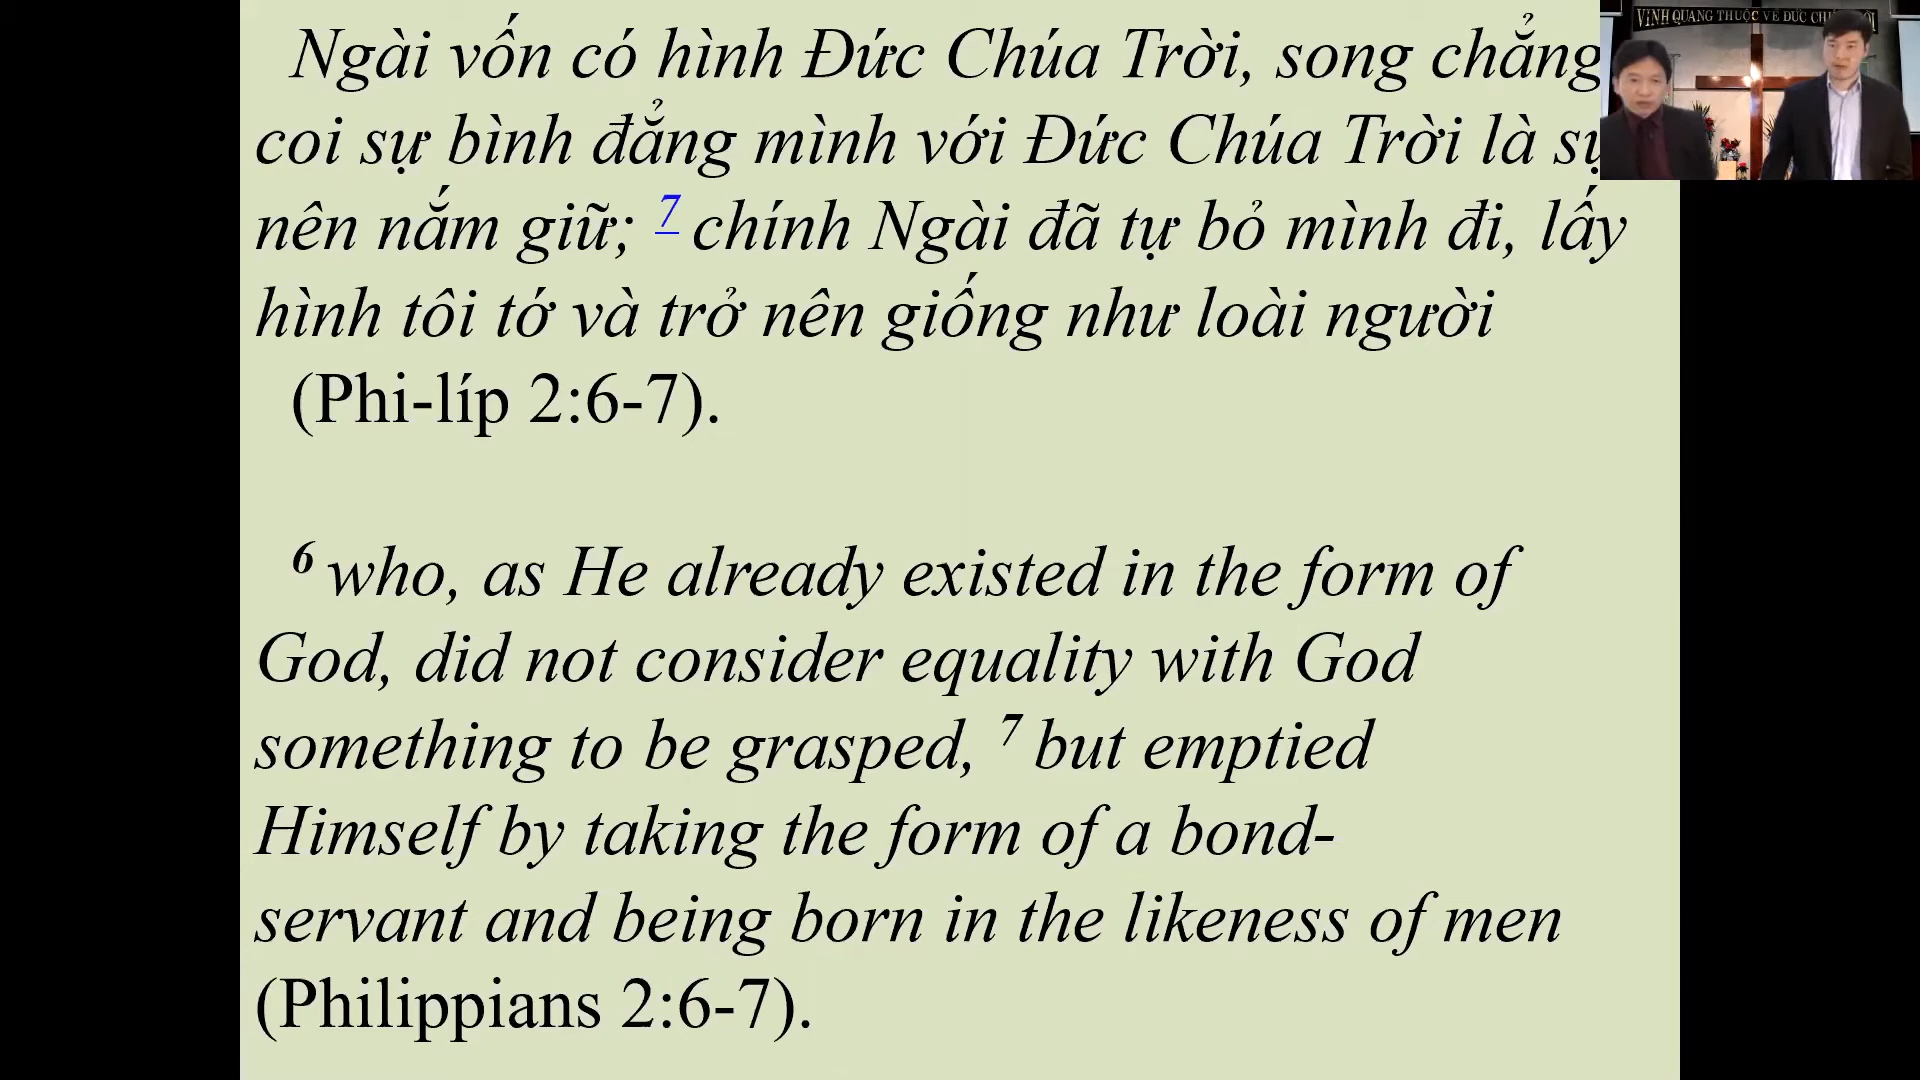 Ngài vốn có hình Đức Chúa Trời, song chẳng
coi sự bình đẳng mình với Đức Chúa Trời là sự
nên nắm giữ; 7 chính Ngài đã tự bỏ mình đi, lấy
hình tôi tớ và trở nên giống như loài người
(Phi-líp 2:6-7).
6 who, as He already existed in the form of
God, did not consider equality with God
something to be grasped, 7 but emptied
Himself by taking the form of a bond-
servant and being born in the likeness of men
(Philippians 2:6-7).
VINH QUANG THUỘC VỀ ĐỨC